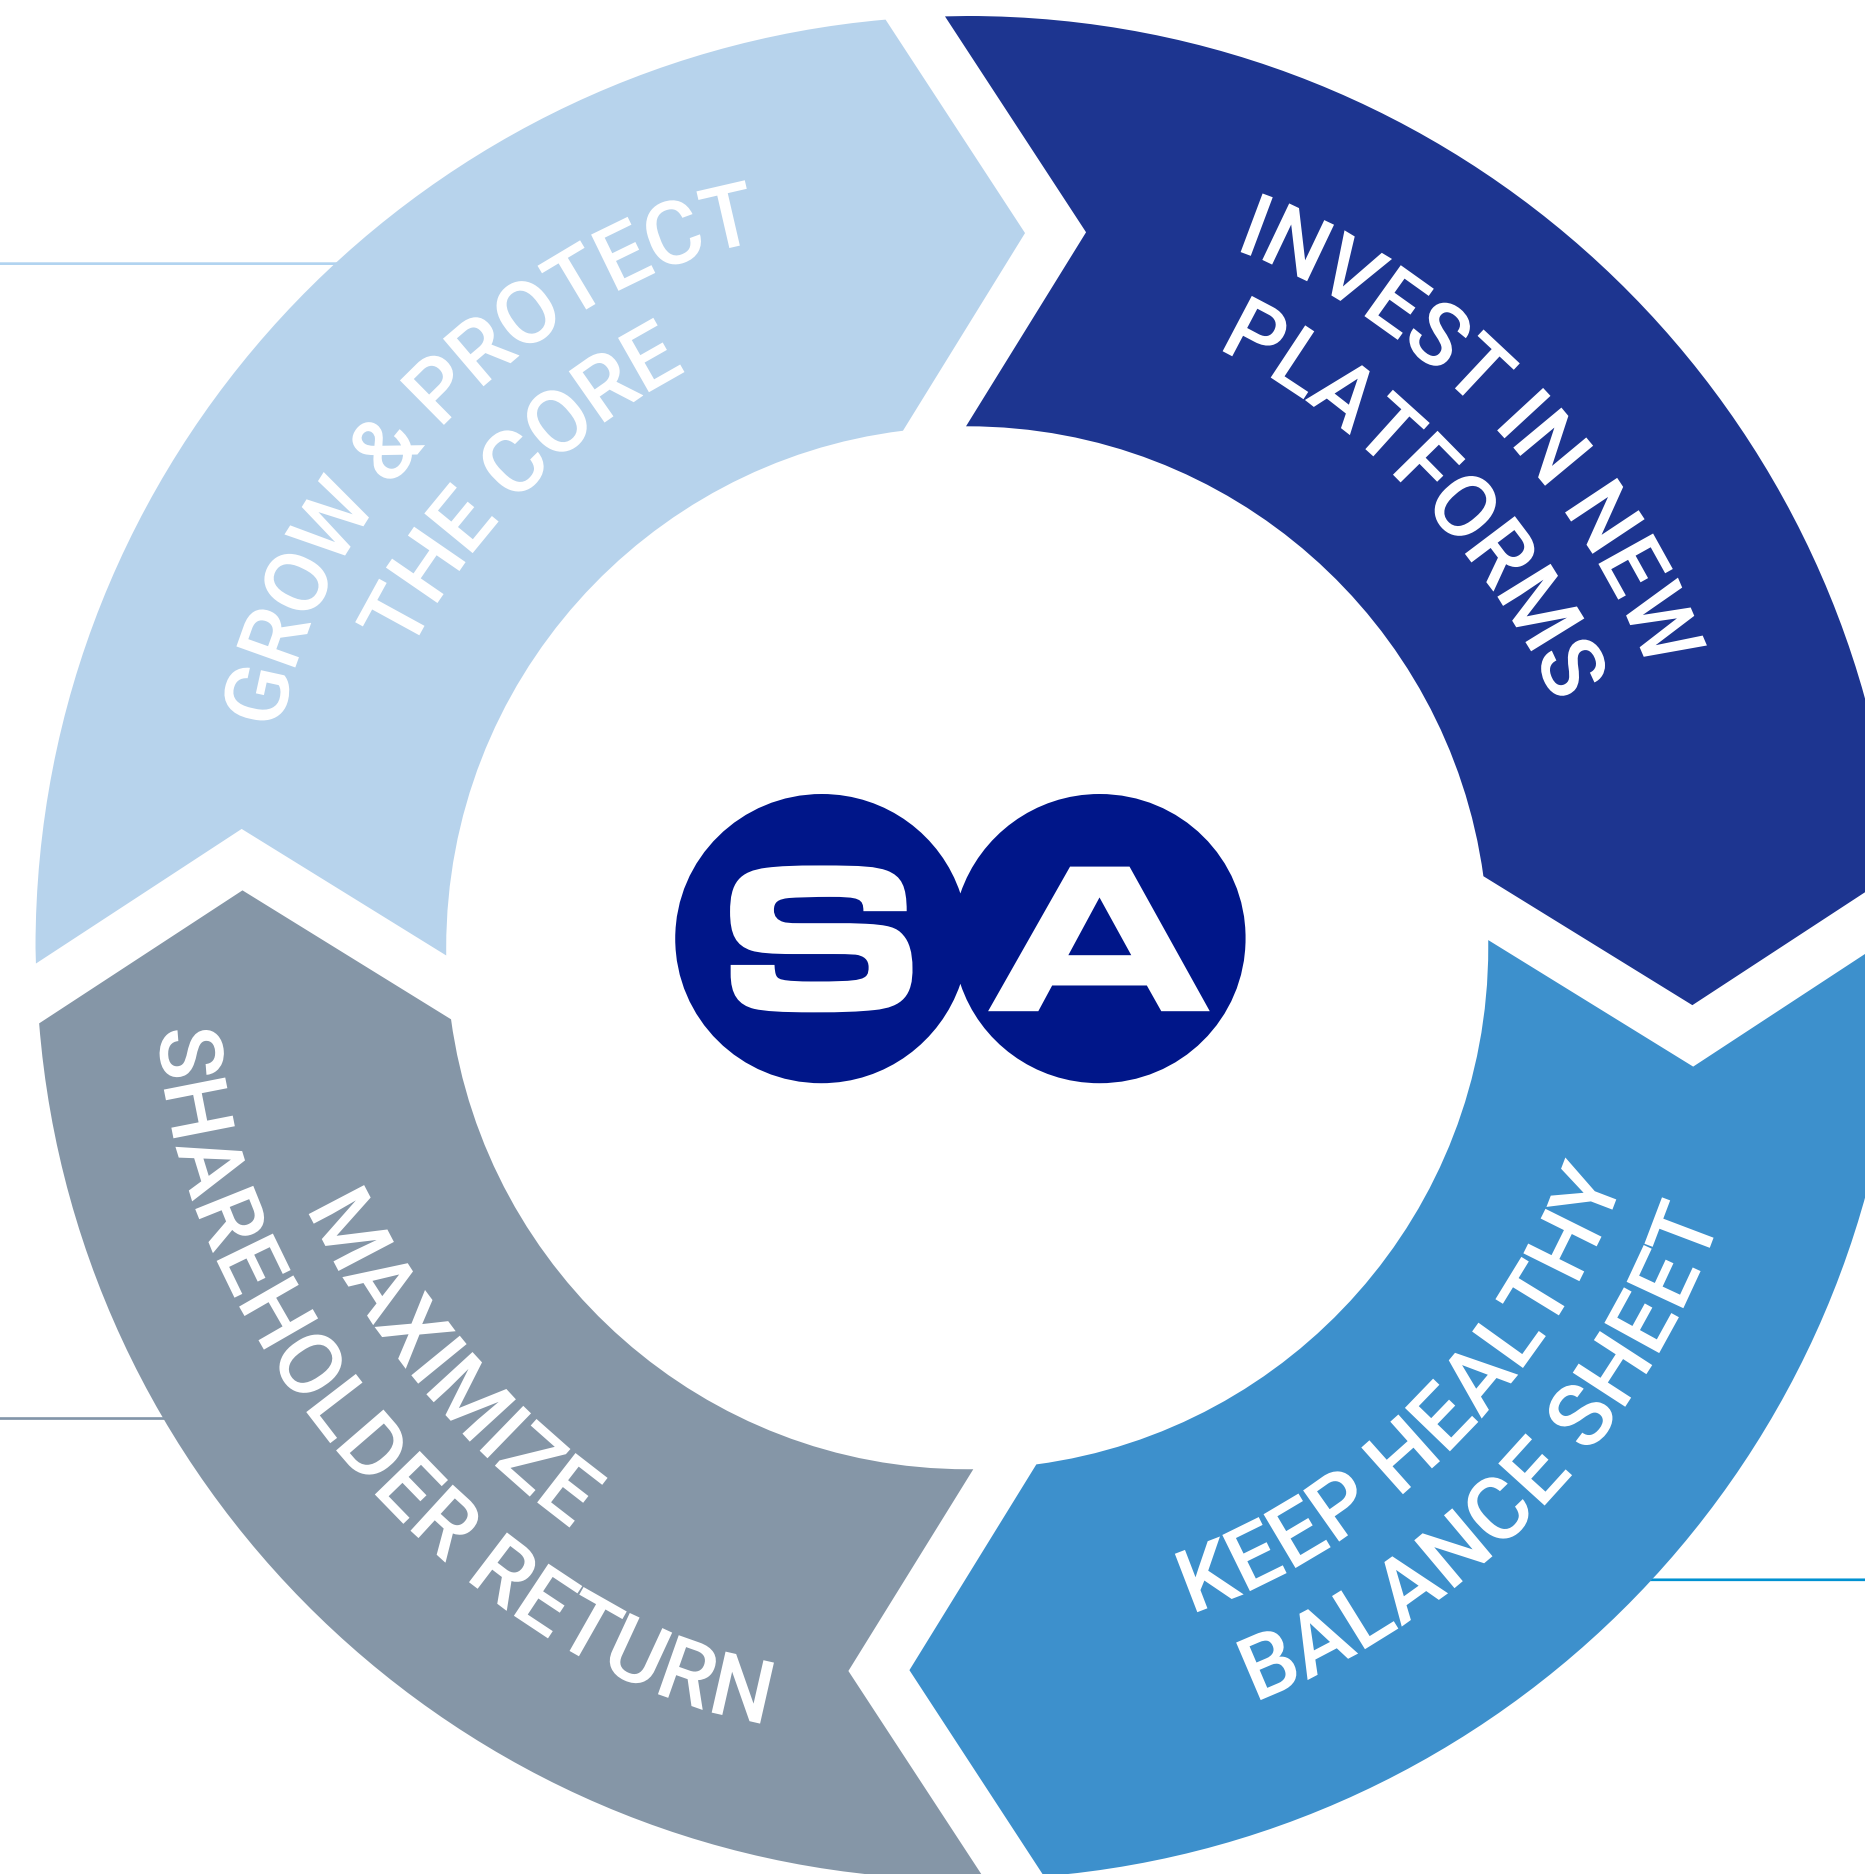 GROW & PROTECT
THE CORE
INVEST IN NEW
PLATFORMS
SA
MAXIMIZE
SHAREHOLDER RETURN
KEEP HEALTHY
BALANCE SHEET